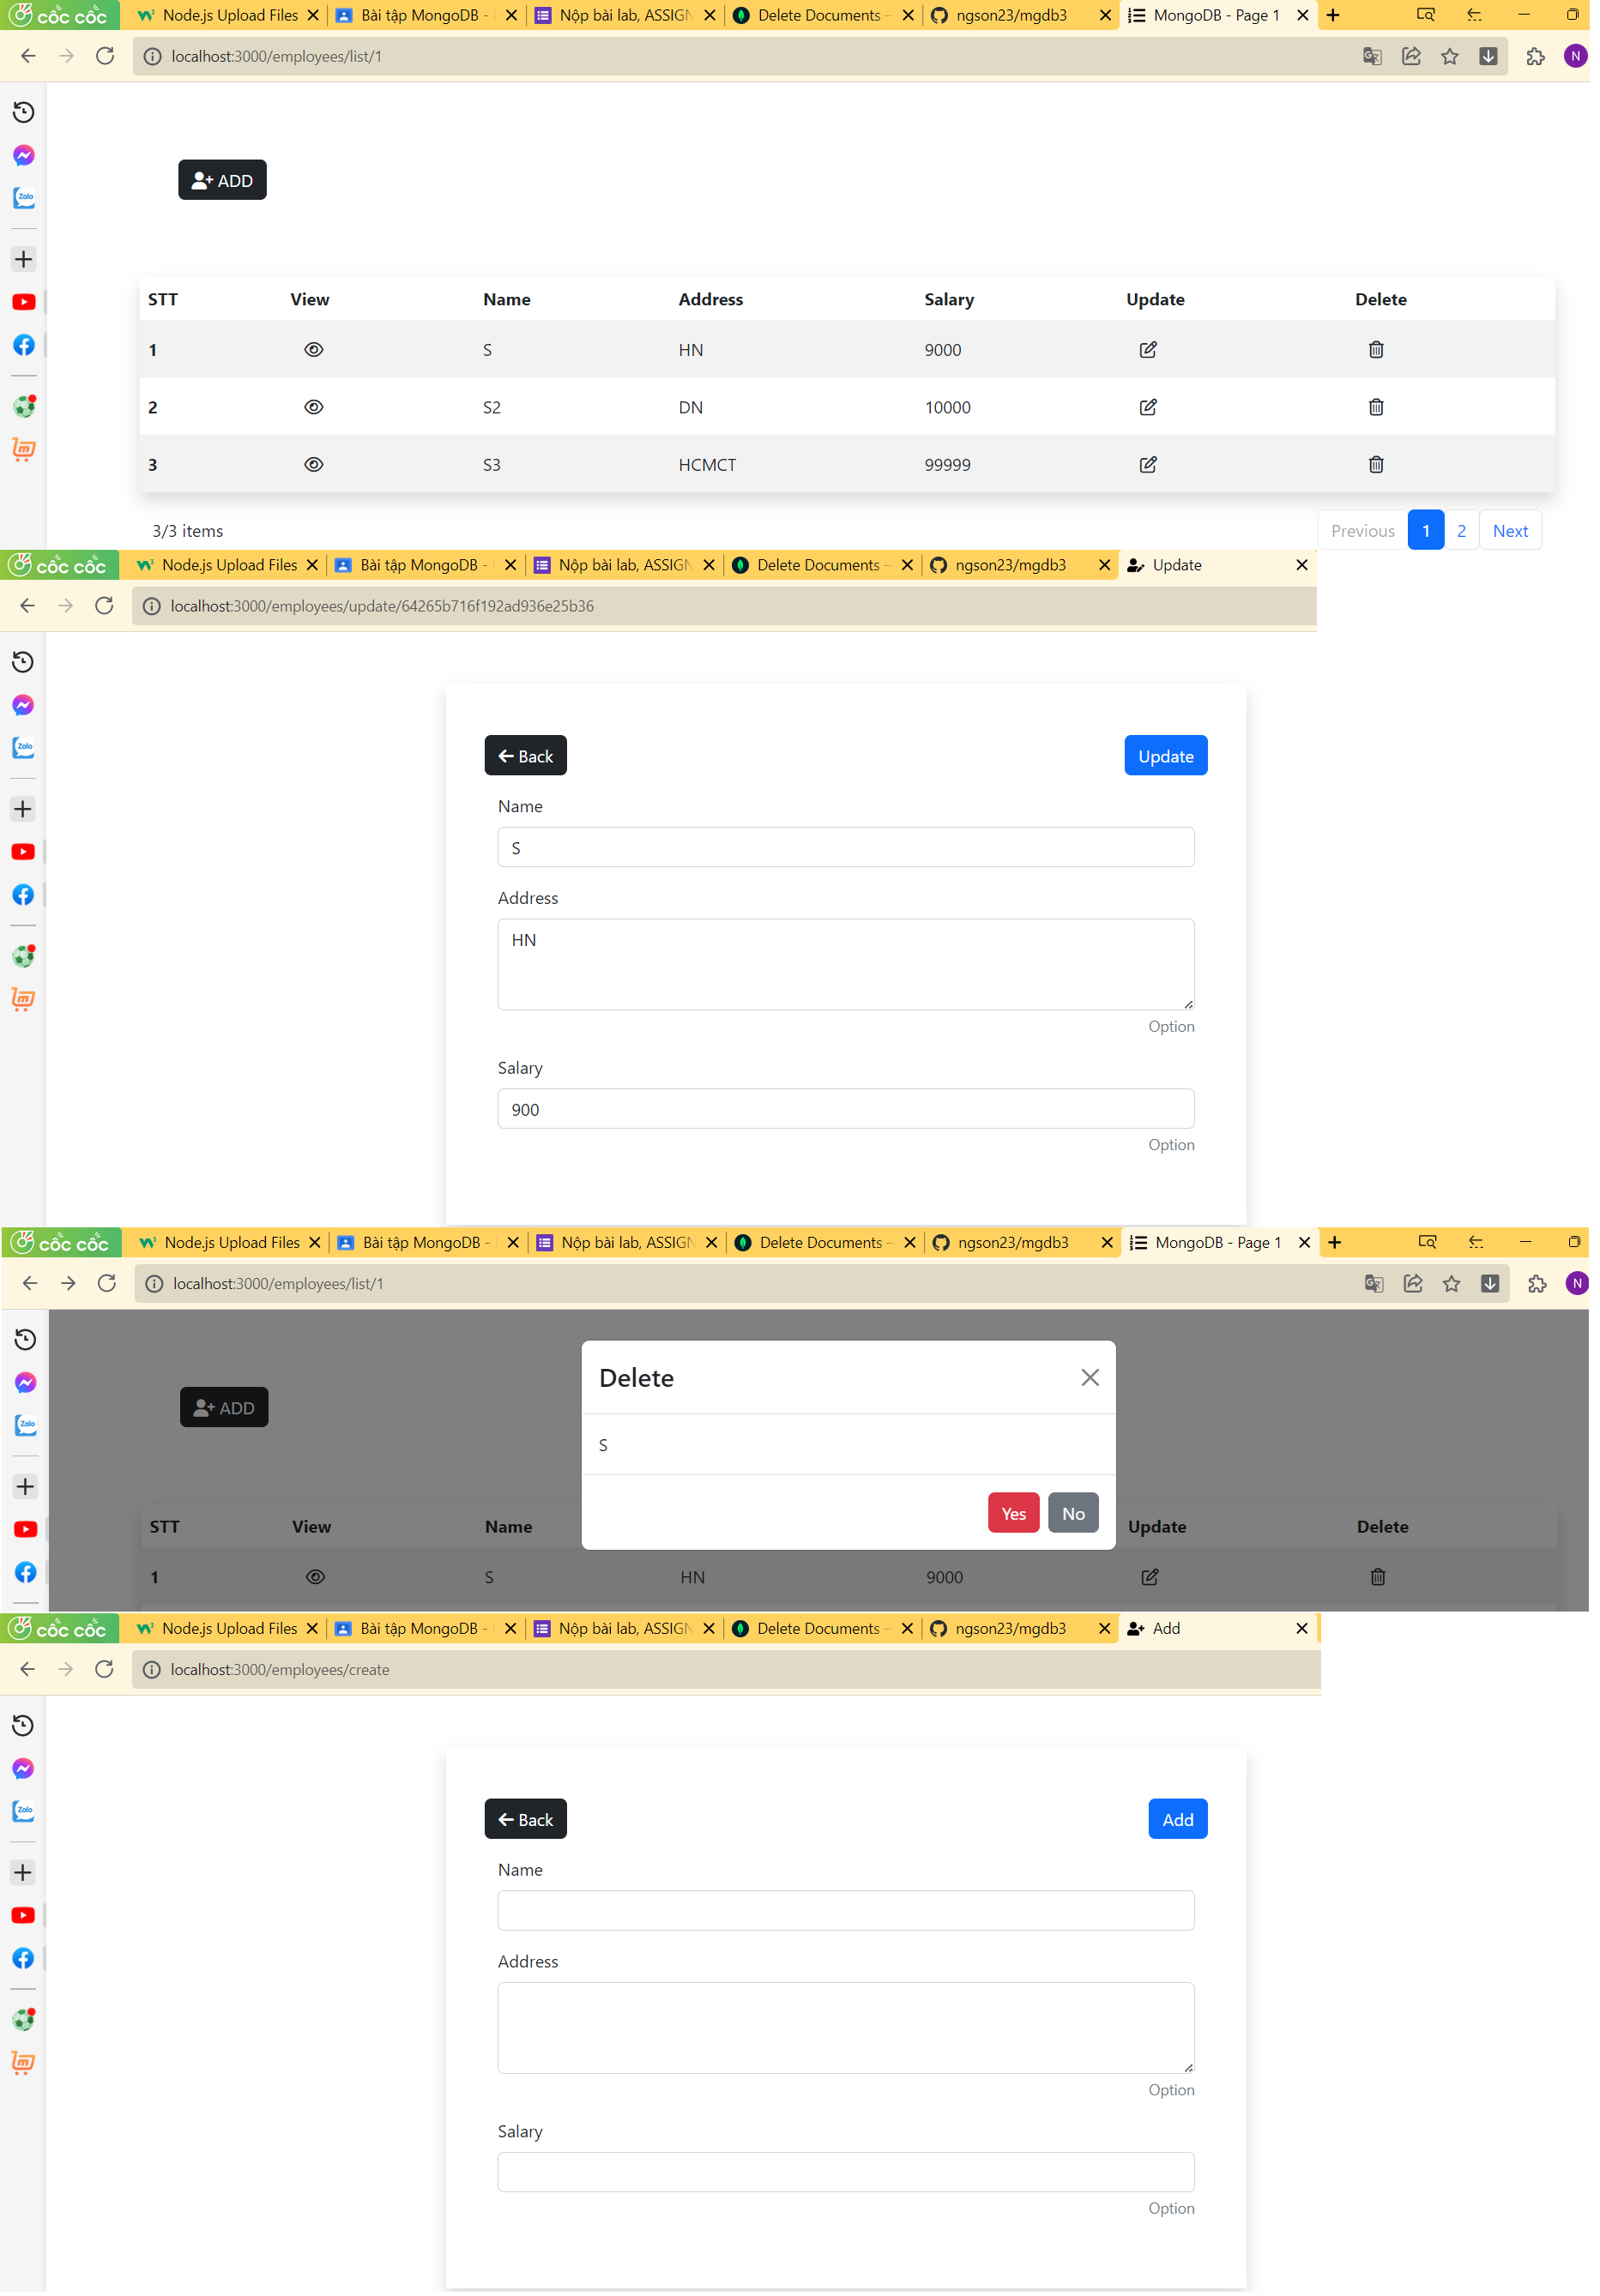 cốc cốc Node.js Upload Files Bài tập MongoDB - Nộp bài lab, ASSIGN Delete Documents - ngson23/mgdb3 MongoDB - Page 1
localhost:3000/employees/list/1 N
Zalo
ADD
STT View Name Address Salary Update Delete
1 S HN 9000
2 S2 DN 10000
3 S3 HCMCT 99999
3/3 items Previous 1 2 Next
cốc cốc Node.js Upload Files Bài tập MongoDB - Nộp bài lab, ASSIGN Delete Documents - ngson23/mgdb3 Update
localhost:3000/employees/update/64265b716f192ad936e25b36
Zalo
Back Update
Name
S
Address
HN
Option
Salary
900
Option
cốc cốc Node.js Upload Files Bài tập MongoDB - Nộp bài lab, ASSIGN Delete Documents - ngson23/mgdb3 MongoDB - Page 1
localhost:3000/employees/list/1 N
Zalo
Delete
ADD
S
Yes No
STT View Name Update Delete
1 S HN 9000
cốc cốc Node.js Upload Files Bài tập MongoDB - Nộp bài lab, ASSIGN Delete Documents - ngson23/mgdb3 Add
localhost:3000/employees/create
Zalo
Back Add
Name
Address
Option
Salary
Option